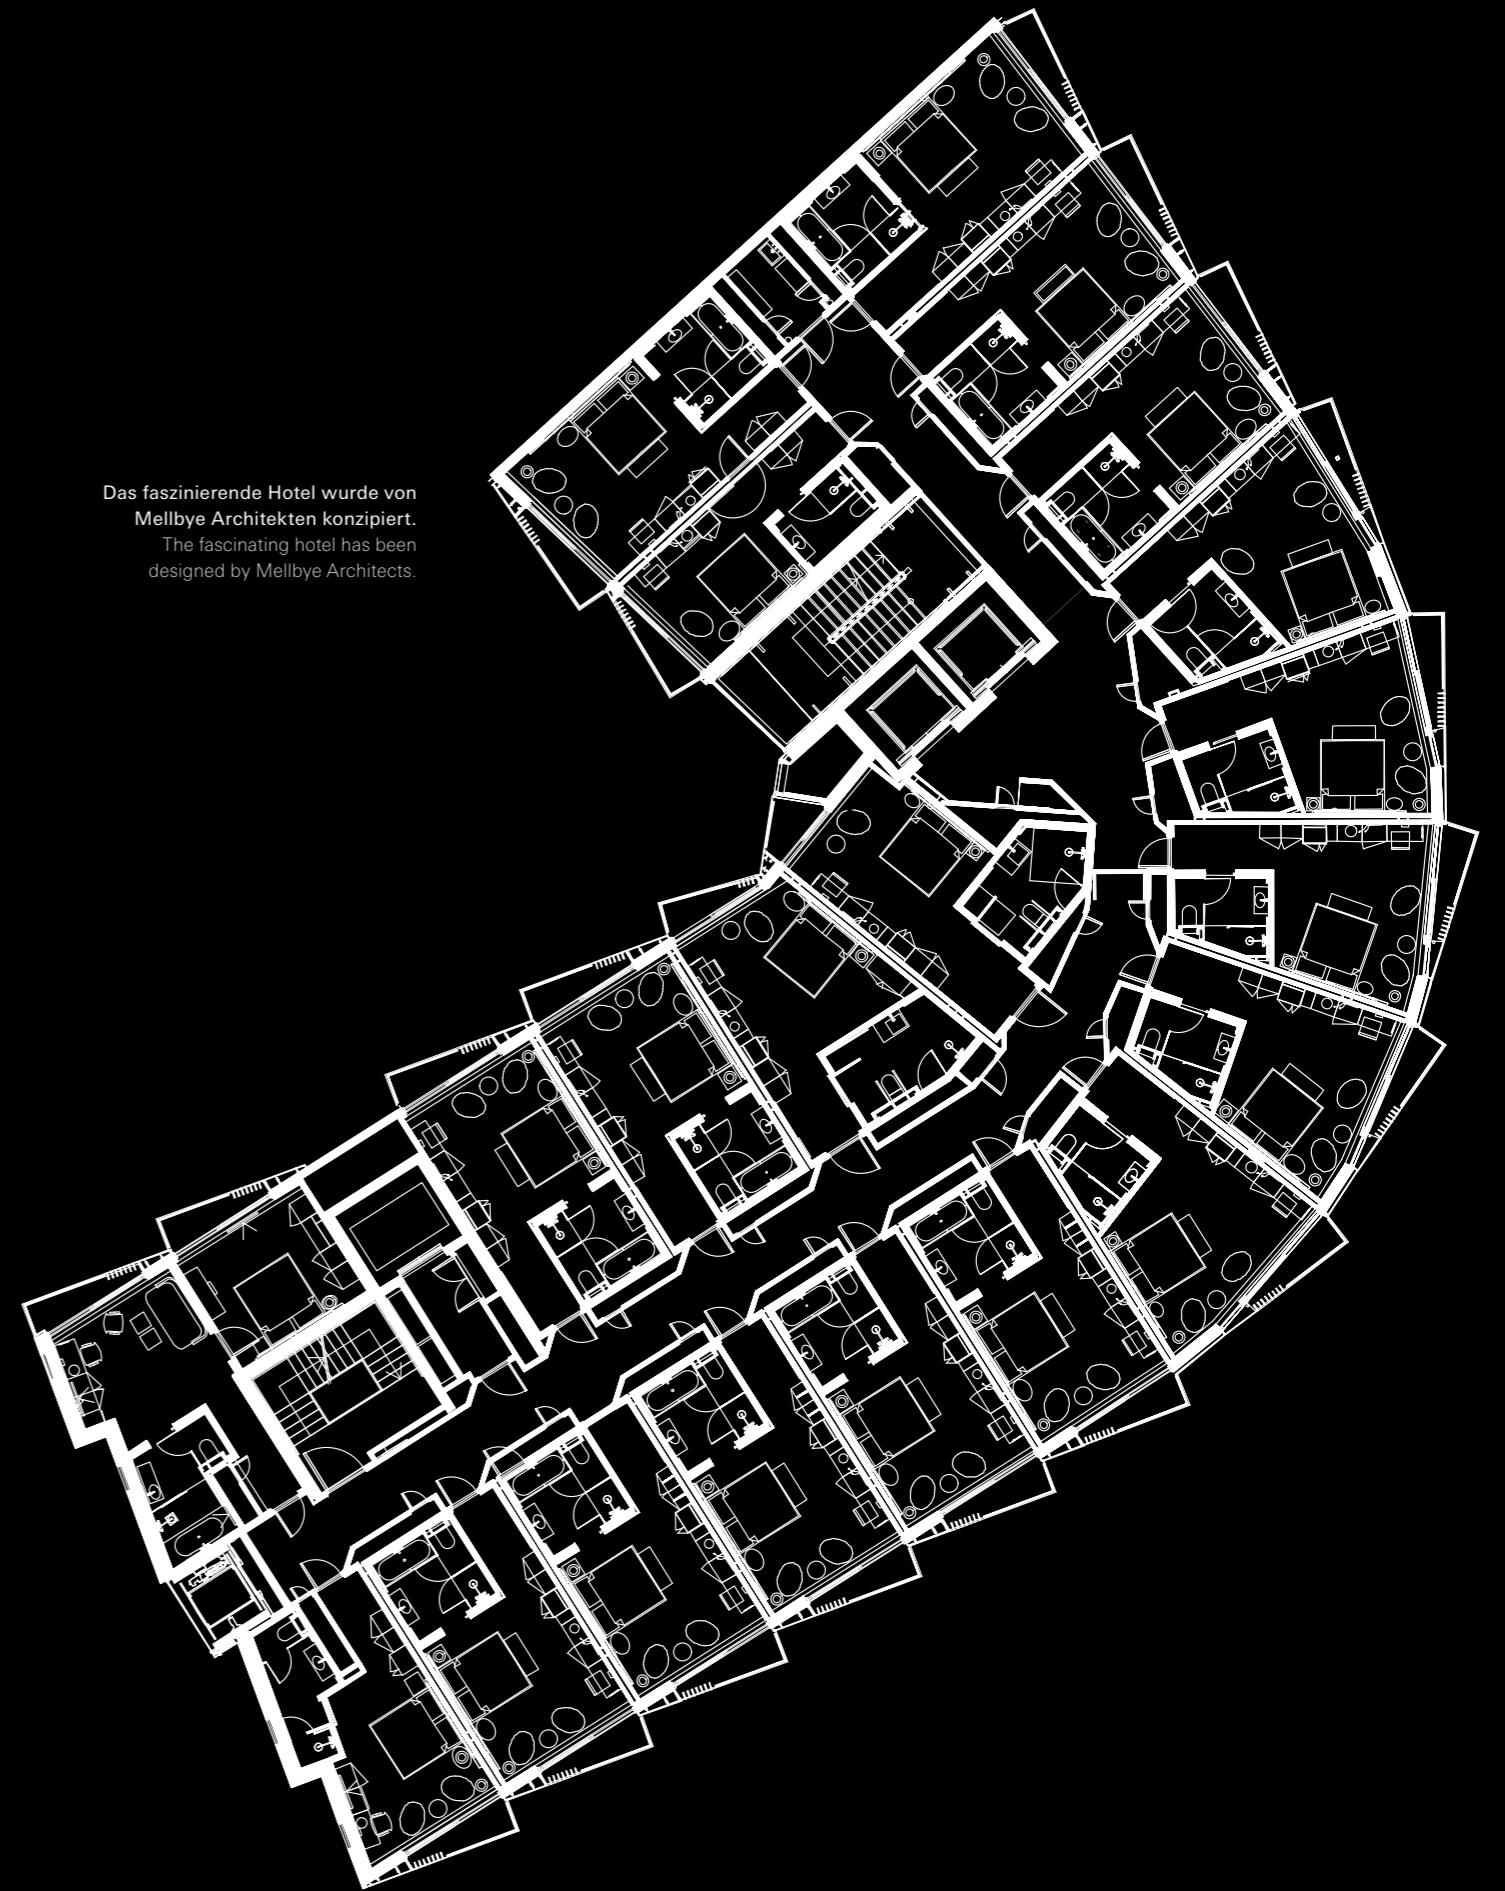 Das faszinierende Hotel wurde von
Mellbye Architekten konzipiert.
The fascinating hotel has been
designed by Mellbye Architects.